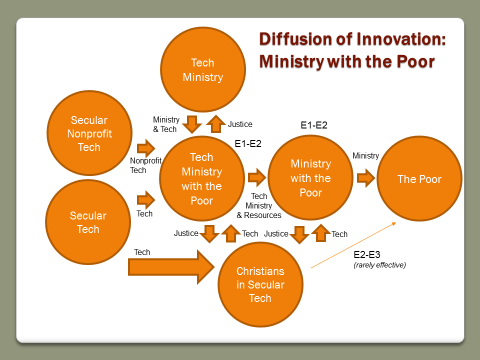 Diffusion of Innovation:
Ministry with the Poor
Tech
Ministry
Secular
Nonprofit
Tech
Ministry
& Tech
Justice
E1-E2
E1-E2
Nonprofit
Tech
Tech
Ministry
with the
Poor
Ministry
with the
Poor
Ministry
The Poor
Secular
Tech
Tech
Tech
Ministry
& Resources
Justice
Tech
Justice
Tech
Tech
Christians
in Secular
Tech
E2-E3
(rarely effective)